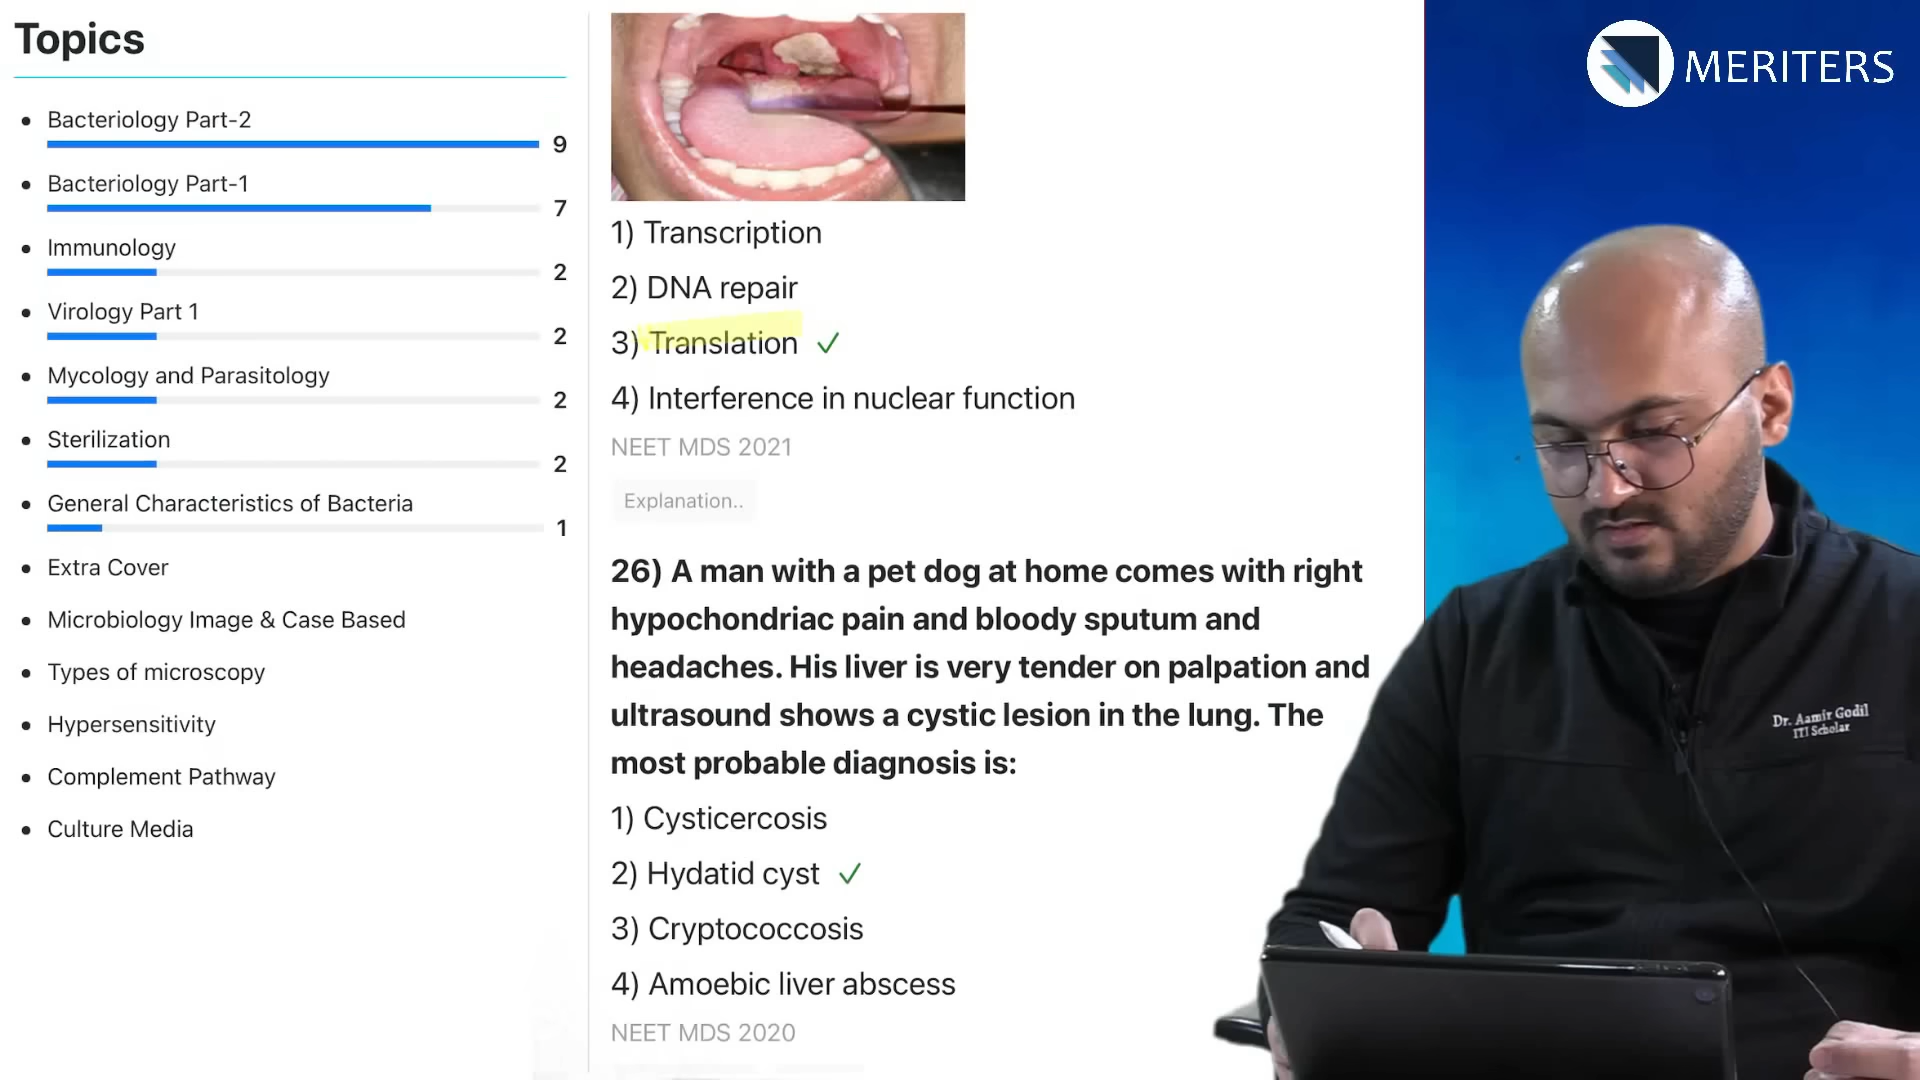 Topics
Bacteriology Part-2
9
Bacteriology Part-1
7
Immunology
2
Virology Part 1
2
Mycology and Parasitology
2
Sterilization
2
General Characteristics of Bacteria
1
Extra Cover
Microbiology Image & Case Based
Types of microscopy
Hypersensitivity
Complement Pathway
Culture Media
1) Transcription
2) DNA repair
3) Translation ✓
4) Interference in nuclear function
NEET MDS 2021
Explanation..
26) A man with a pet dog at home comes with right
hypochondriac pain and bloody sputum and
headaches. His liver is very tender on palpation and
ultrasound shows a cystic lesion in the lung. The
most probable diagnosis is:
1) Cysticercosis
2) Hydatid cyst ✓
3) Cryptococcosis
4) Amoebic liver abscess
NEET MDS 2020
MERITERS
Dr. Aamir Godil
ITI Scholar